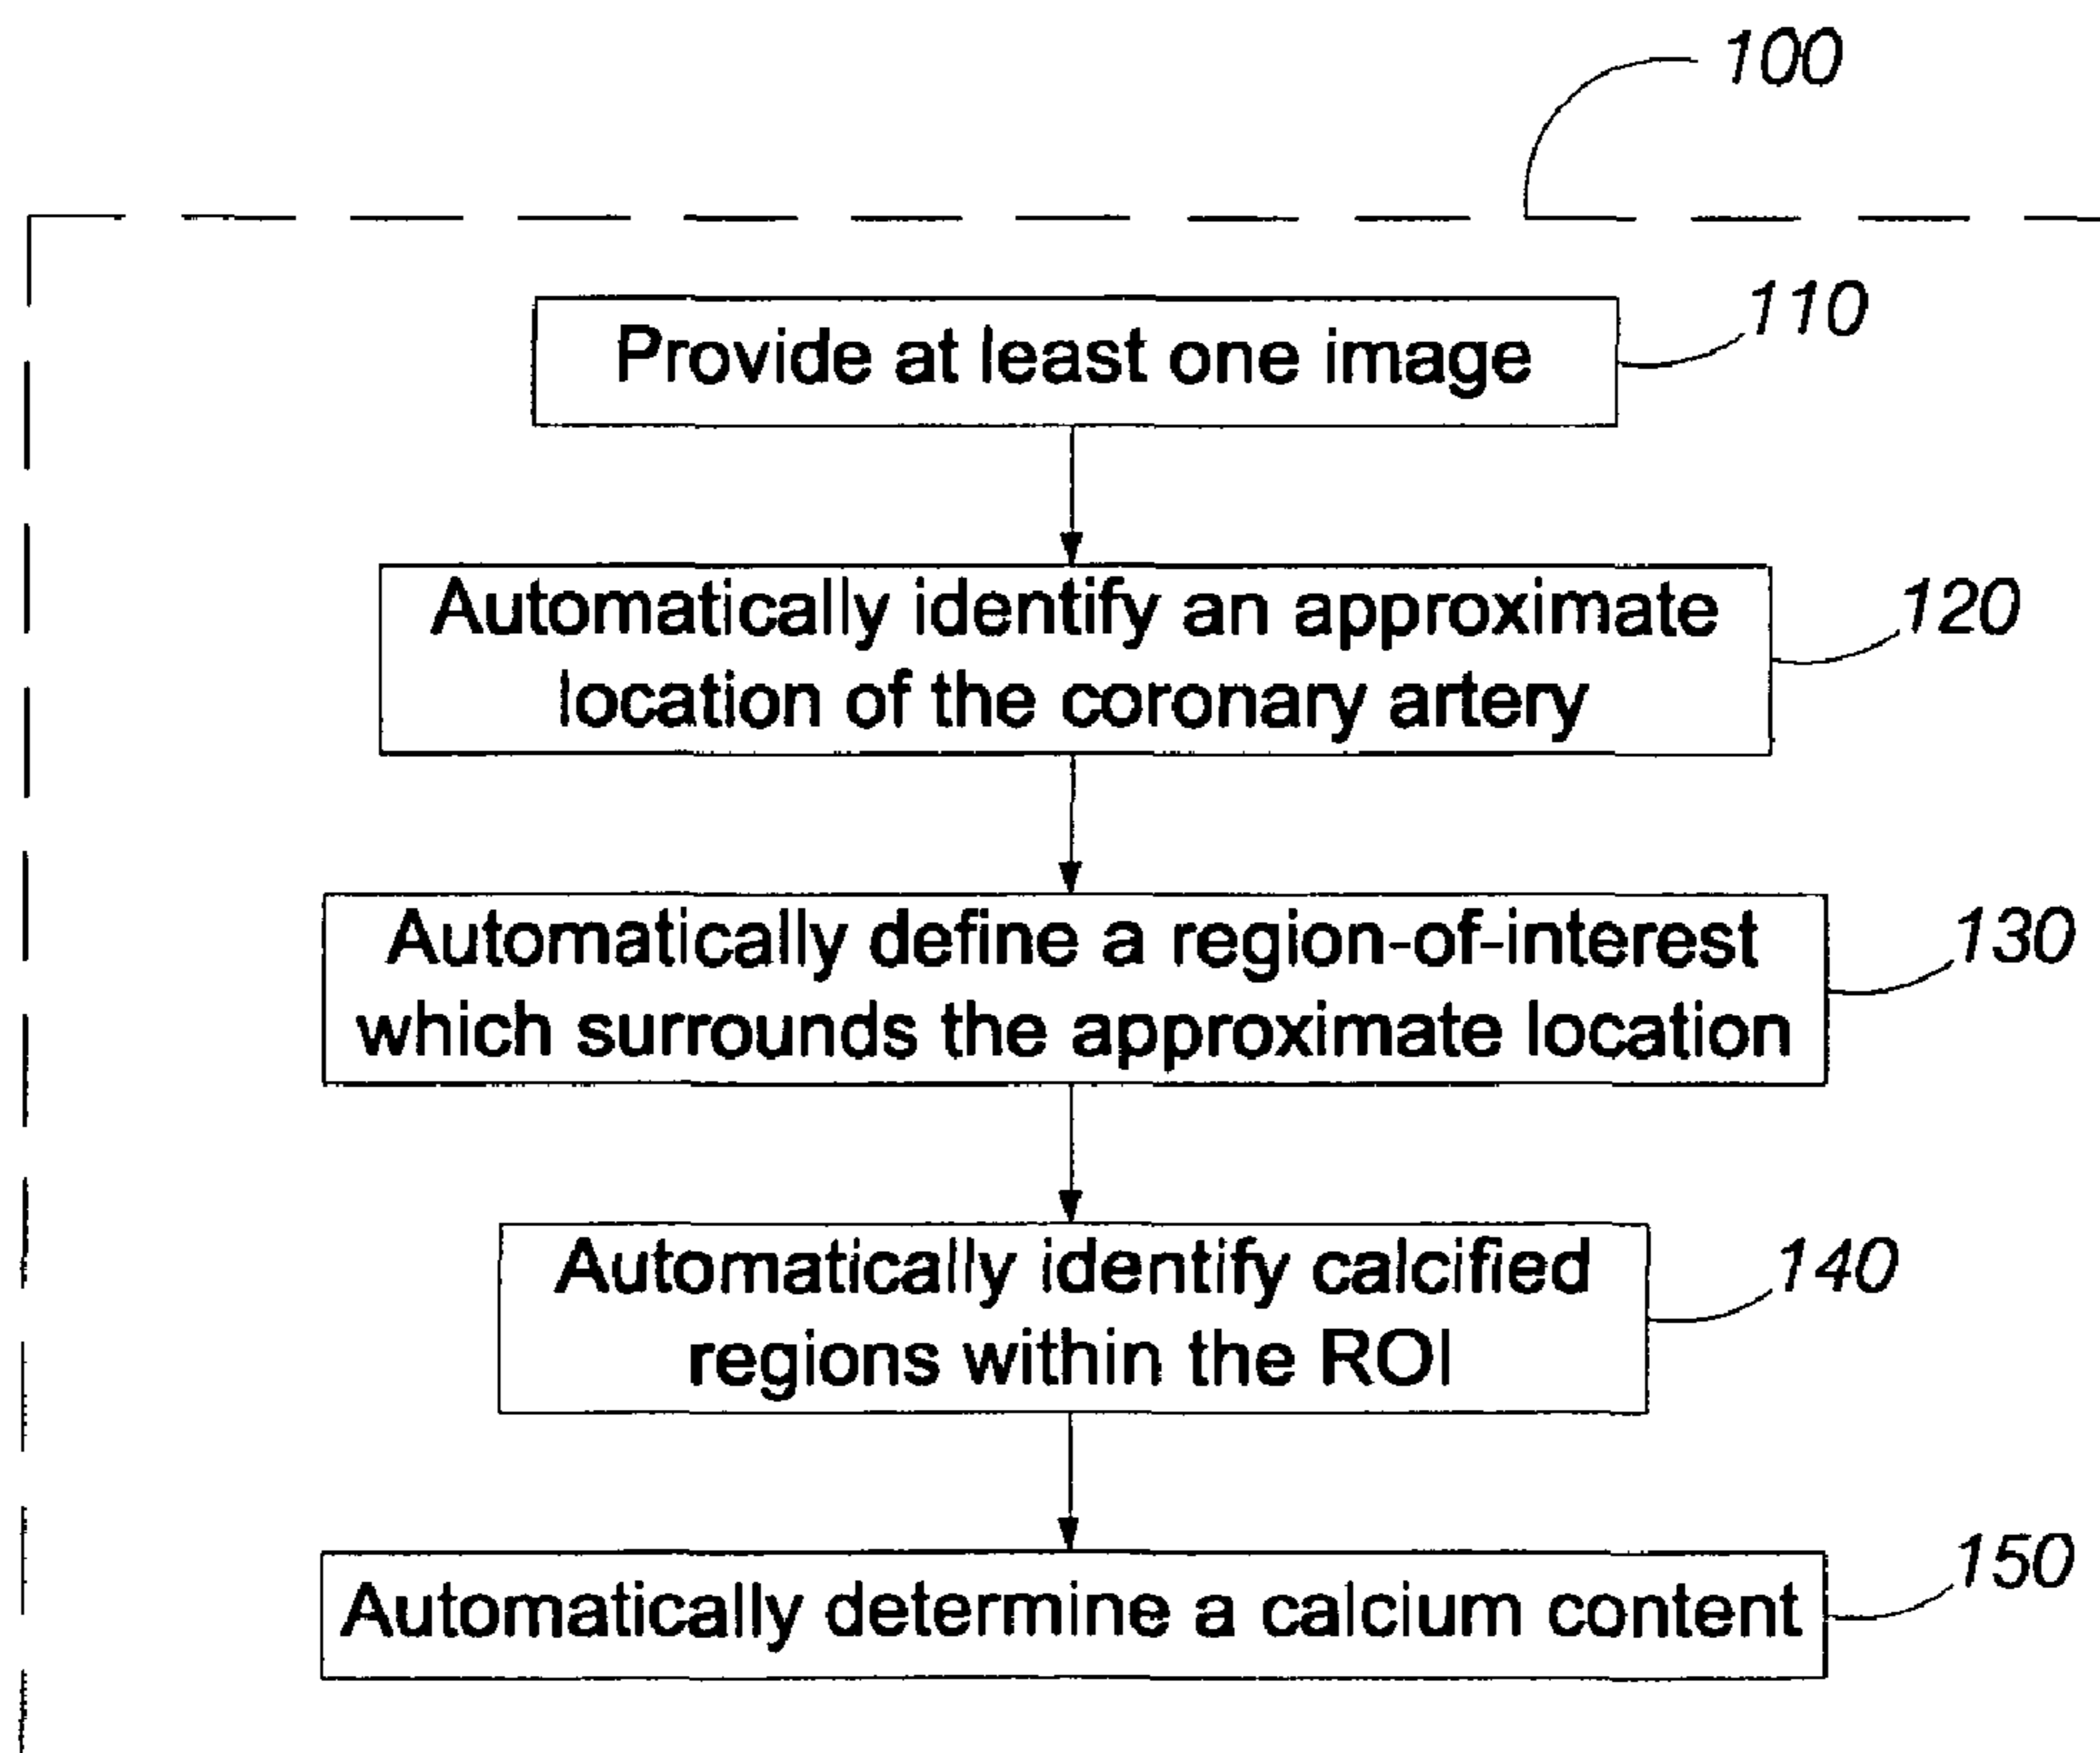 100
Provide at least one image
110
Automatically identify an approximate
location of the coronary artery
120
Automatically define a region-of-interest
which surrounds the approximate location
130
Automatically identify calcified
regions within the ROI
140
Automatically determine a calcium content
150